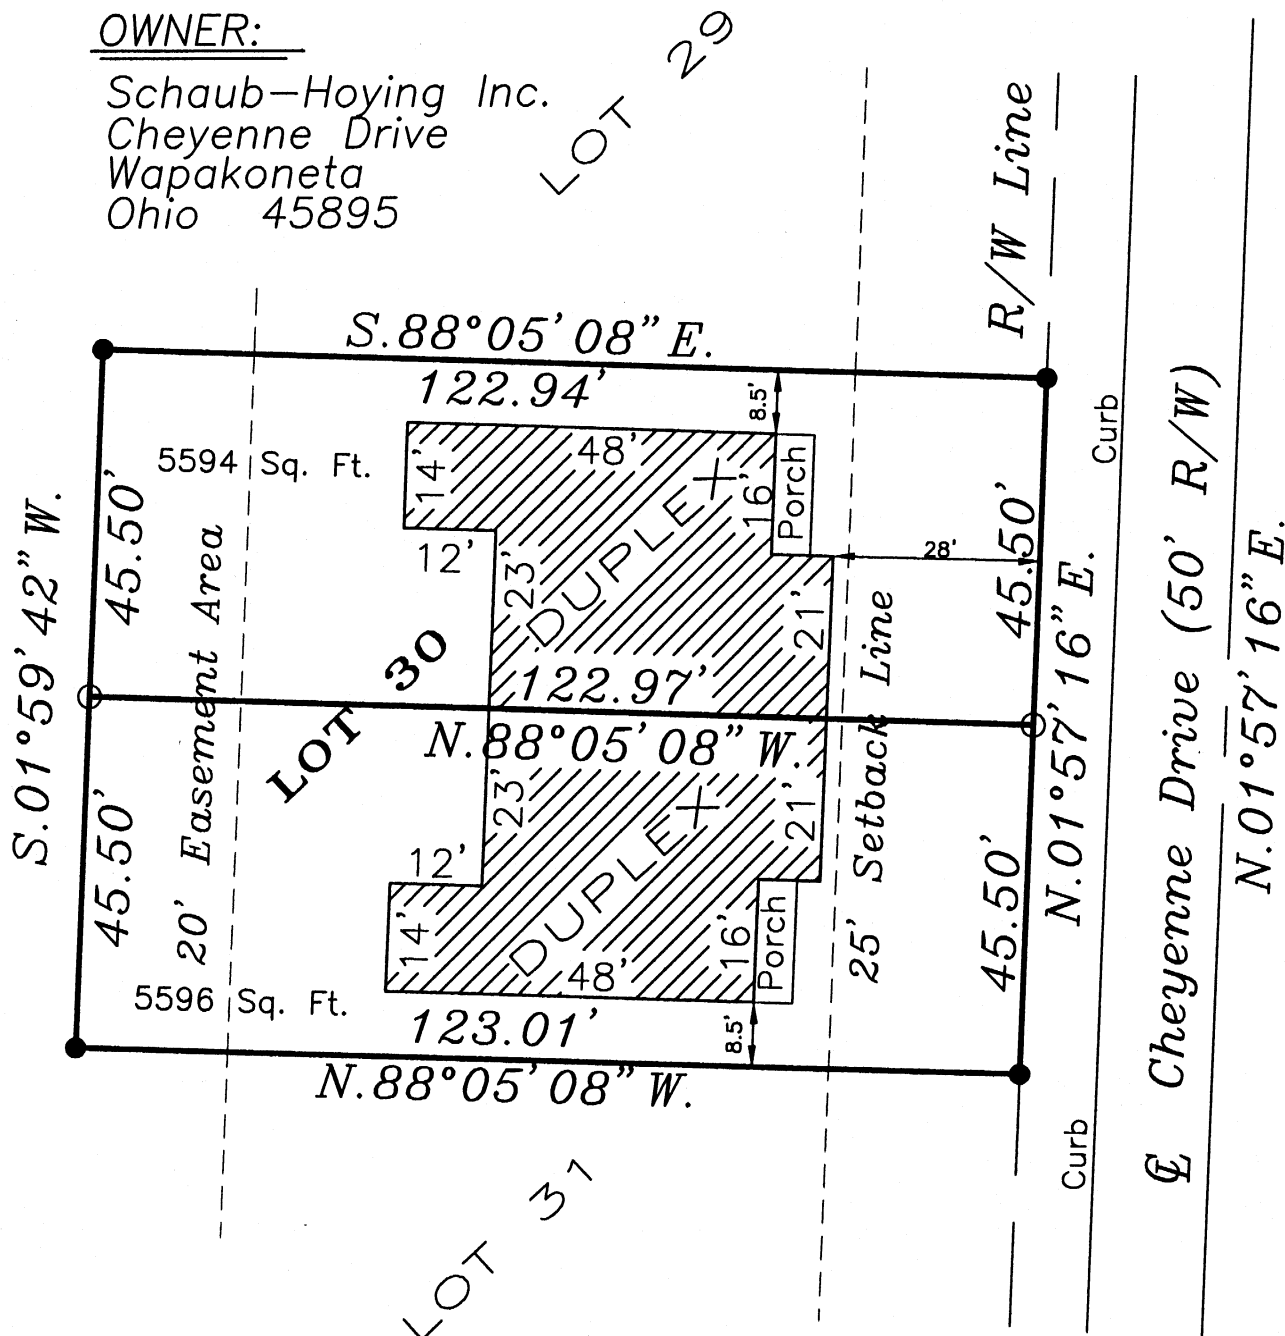 OWNER:
Schaub-Hoying Inc.
Cheyenne Drive
Wapakoneta
Ohio 45895
LOT 29
R/W Line
S.88°05'08" E.
122.94'
8.5'
5594 Sq. Ft.
14'
48'
16'
Porch
Curb
12'
23'
DUPLEX
21'
28'
45.50'
45.50'
S.01°59'42" W.
20' Easement Area
LOT 30
122.97'
N.88°05'08" W.
25' Setback Line
N.01°57'16" E.
₵ Cheyenne Drive (50' R/W)
N.01°57'16" E.
45.50'
45.50'
23'
DUPLEX
21'
12'
14'
48'
16'
Porch
5596 Sq. Ft.
123.01'
8.5'
N.88°05'08" W.
Curb
LOT 31